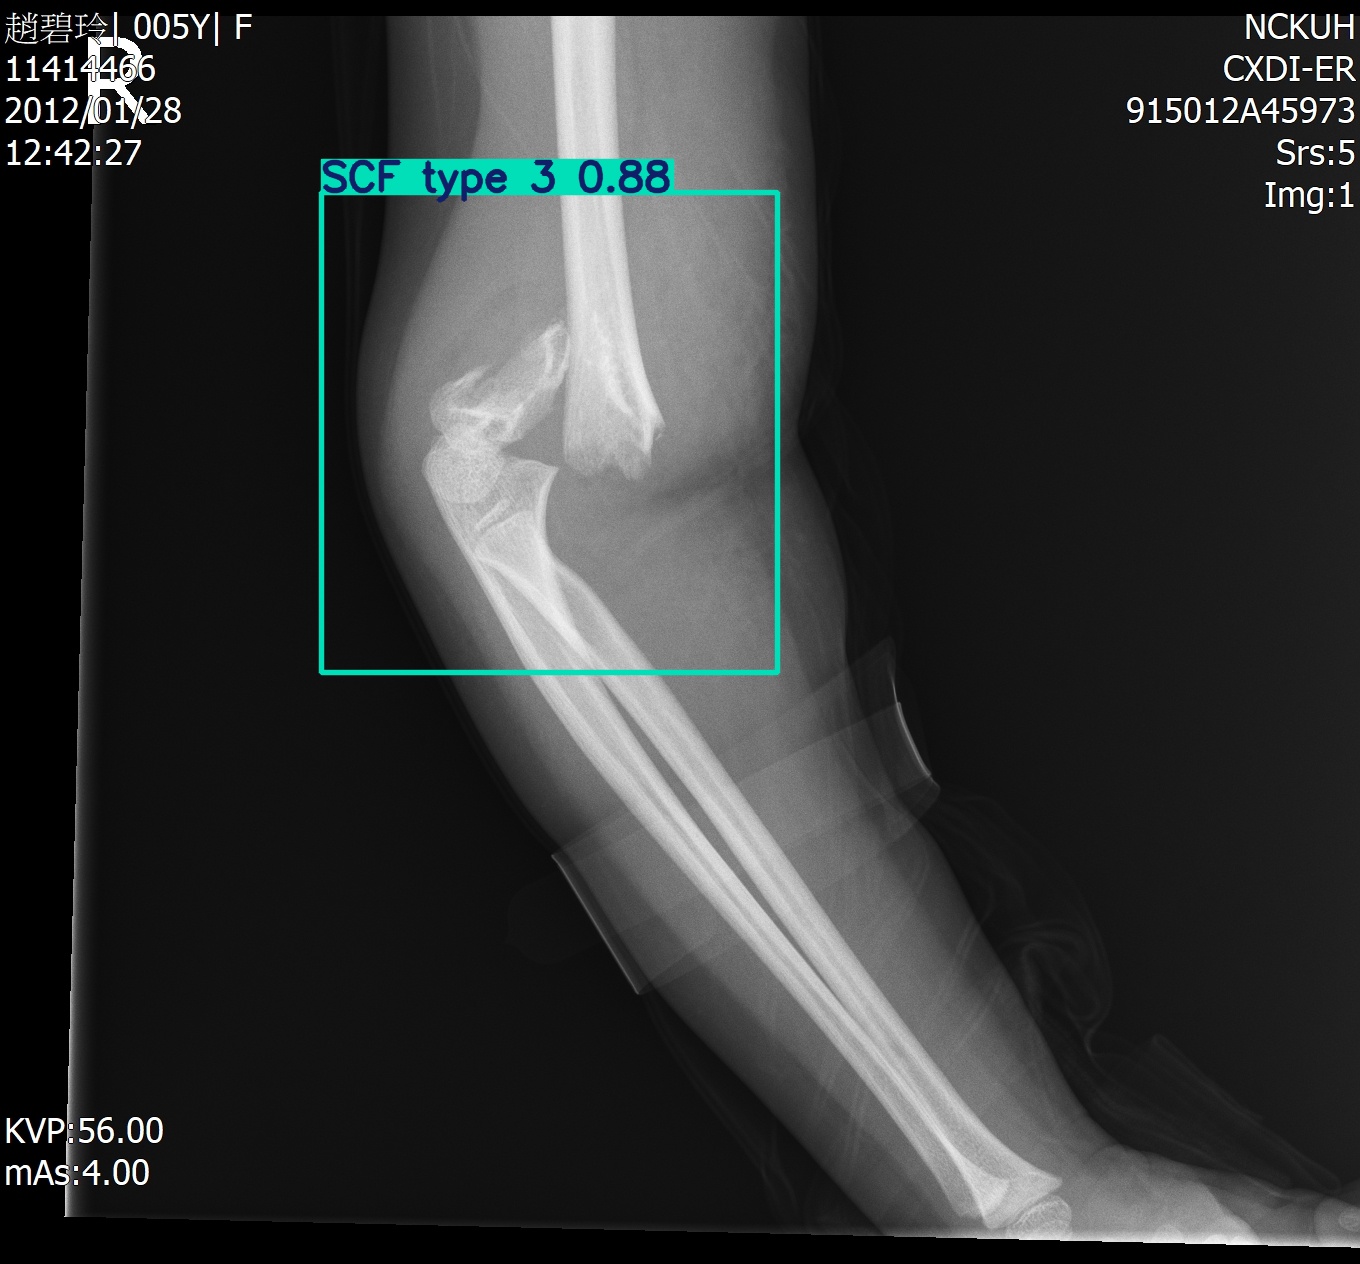 趙碧玲| 005Y| F
11414466
2012/01/28
12:42:27
R
NCKUH
CXDI-ER
915012A45973
Srs:5
Img:1
SCF type 3 0.88
KVP:56.00
mAs:4.00